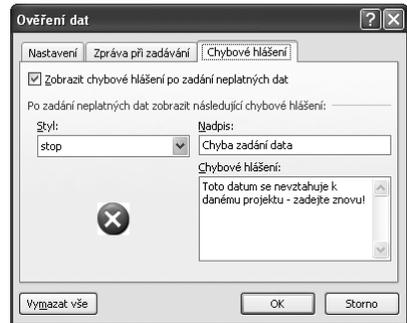 Ověření dat
Nastavení Zpráva při zadávání Chybové hlášení
Zobrazit chybové hlášení po zadání neplatných dat
Po zadání neplatných dat zobrazit následující chybové hlášení:
Styl: Nadpis:
stop Chyba zadání data
Chybové hlášení:
Toto datum se nevztahuje k
danému projektu - zadejte znovu!
Vymazat vše OK Storno